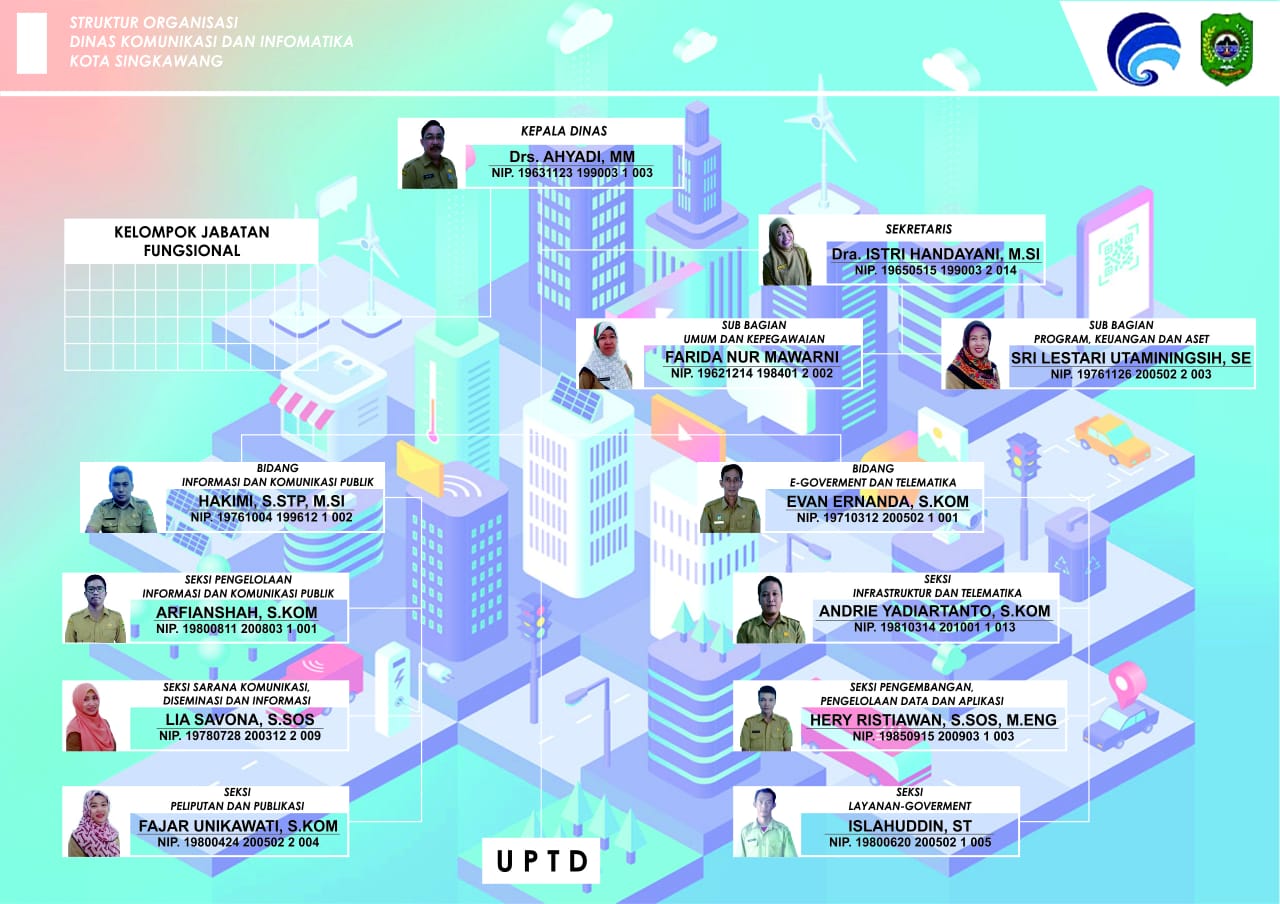 STRUKTUR ORGANISASI
DINAS KOMUNIKASI DAN INFOMATIKA
KOTA SINGKAWANG
KEPALA DINAS
Drs. AHYADI, MM
NIP. 19631123 199003 1 003
KELOMPOK JABATAN
FUNGSIONAL
SEKRETARIS
Dra. ISTRI HANDAYANI, M.SI
NIP. 19650515 199003 2 014
SUB BAGIAN
UMUM DAN KEPEGAWAIAN
FARIDA NUR MAWARNI
NIP. 19621214 198401 2 002
SUB BAGIAN
PROGRAM, KEUANGAN DAN ASET
SRI LESTARI UTAMININGSIH, SE
NIP. 19761126 200502 2 003
BIDANG
INFORMASI DAN KOMUNIKASI PUBLIK
HAKIMI, S.STP, M.SI
NIP. 19761004 199612 1 002
BIDANG
E-GOVERMENT DAN TELEMATIKA
EVAN ERNANDA, S.KOM
NIP. 19710312 200502 1 001
SEKSI PENGELOLAAN
INFORMASI DAN KOMUNIKASI PUBLIK
ARFIANSHAH, S.KOM
NIP. 19800811 200803 1 001
SEKSI
INFRASTRUKTUR DAN TELEMATIKA
ANDRIE YADIARTANTO, S.KOM
NIP. 19810314 201001 1 013
SEKSI SARANA KOMUNIKASI,
DISEMINASI DAN INFORMASI
LIA SAVONA, S.SOS
NIP. 19780728 200312 2 009
SEKSI PENGEMBANGAN,
PENGELOLAAN DATA DAN APLIKASI
HERY RISTIAWAN, S.SOS, M.ENG
NIP. 19850915 200903 1 003
SEKSI
PELIPUTAN DAN PUBLIKASI
FAJAR UNIKAWATI, S.KOM
NIP. 19800424 200502 2 004
SEKSI
LAYANAN-GOVERMENT
ISLAHUDDIN, ST
NIP. 19800620 200502 1 005
UPTD